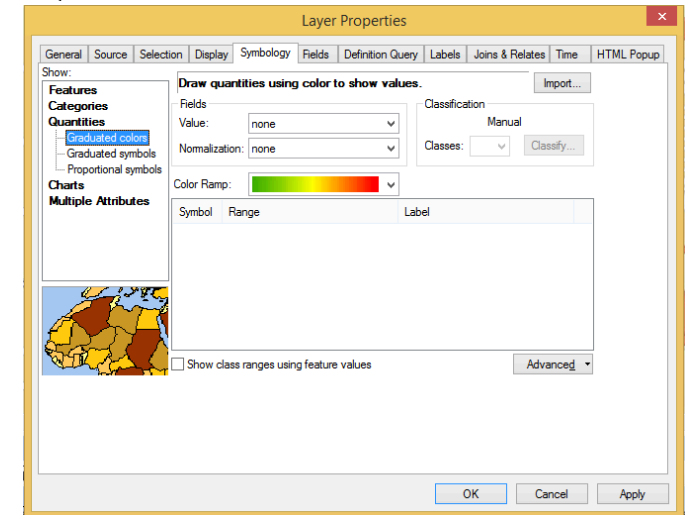 Layer Properties
×
General Source Selection Display Symbology Fields Definition Query Labels Joins & Relates Time HTML Popup
Show:
Features
Categories
Quantities
Graduated colors
Graduated symbols
Proportional symbols
Charts
Multiple Attributes
Draw quantities using color to show values.
Import...
Fields
Value: none
Normalization: none
Classification
Manual
Classes:
Classify...
Color Ramp:
Symbol Range Label
Show class ranges using feature values
Advanced
OK Cancel Apply